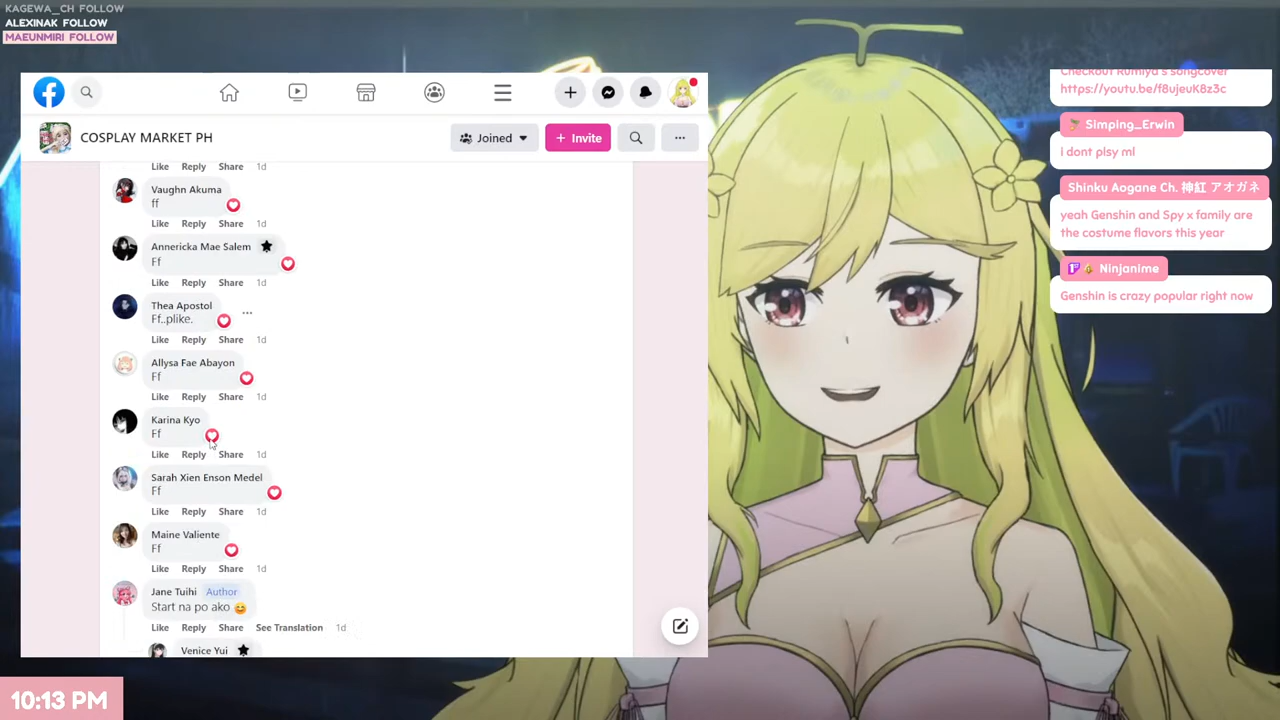 KAGEWA_CH FOLLOW
ALEXINAK FOLLOW
MAEUNMIRI FOLLOW
COSPLAY MARKET PH
Joined
+ Invite
Like Reply Share 1d
Vaughn Akuma
ff
Like Reply Share 1d
Annericka Mae Salem
Ff
Like Reply Share 1d
Thea Apostol
Ff..plike.
Like Reply Share 1d
Allysa Fae Abayon
Ff
Like Reply Share 1d
Karina Kyo
Ff
Like Reply Share 1d
Sarah Xien Enson Medel
Ff
Like Reply Share 1d
Maine Valiente
Ff
Like Reply Share 1d
Jane Tuihi Author
Start na po ako 😊
Like Reply Share See Translation 1d
Venice Yui
Checkout Rumiya's songcover
https://youtu.be/f8ujeuK8z3c
Simping_Erwin
i dont plsy ml
Shinku Aogane Ch. 神紅 アオガネ
yeah Genshin and Spy x family are
the costume flavors this year
Ninjanime
Genshin is crazy popular right now
10:13 PM